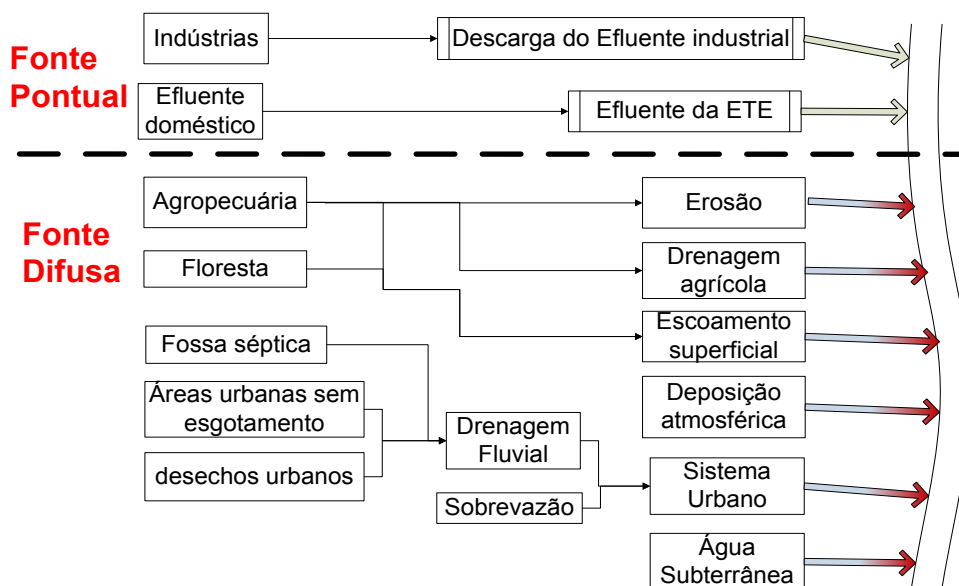 Fonte
Pontual
Indústrias
Descarga do Efluente industrial
Efluente
doméstico
Efluente da ETE
Fonte
Difusa
Agropecuária
Erosão
Floresta
Drenagem
agrícola
Fossa séptica
Escoamento
superficial
Áreas urbanas sem
esgotamento
Deposição
atmosférica
desechos urbanos
Drenagem
Fluvial
Sobrevazão
Sistema
Urbano
Água
Subterrânea